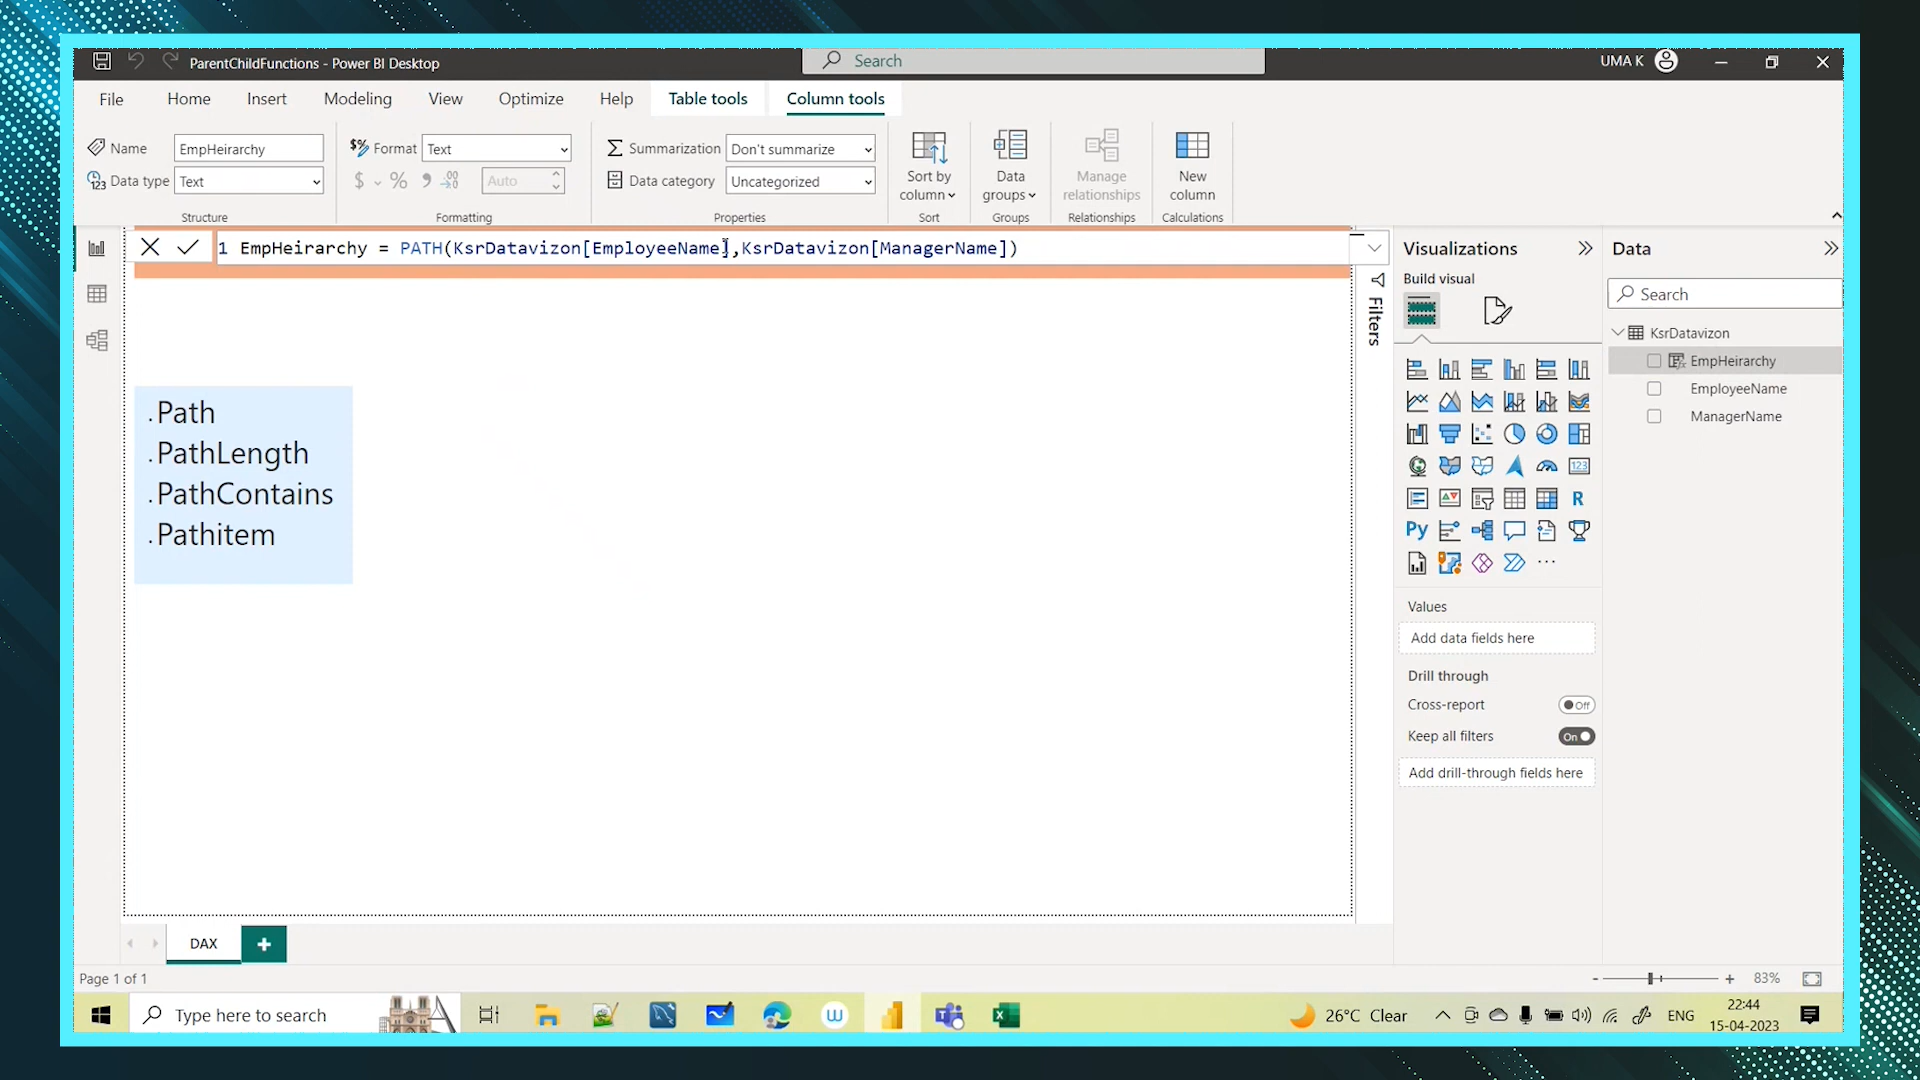 ParentChildFunctions - Power BI Desktop
Search
UMA K
File Home Insert Modeling View Optimize Help Table tools Column tools
Name EmpHeirarchy
Data type Text
Structure
Format Text
$ % Auto
Formatting
Summarization Don't summarize
Data category Uncategorized
Properties
Sort by column
Sort
Data groups
Groups
Manage relationships
Relationships
New column
Calculations
1 EmpHeirarchy = PATH(KsrDatavizon[EmployeeName],KsrDatavizon[ManagerName])
.Path
.PathLength
.PathContains
.Pathitem
Filters
Visualizations
Build visual
R
Py
123
Values
Add data fields here
Drill through
Cross-report Off
Keep all filters On
Add drill-through fields here
Data
Search
KsrDatavizon
EmpHeirarchy
EmployeeName
ManagerName
DAX
Page 1 of 1
- + 83%
Type here to search
26°C Clear
ENG
22:44
15-04-2023